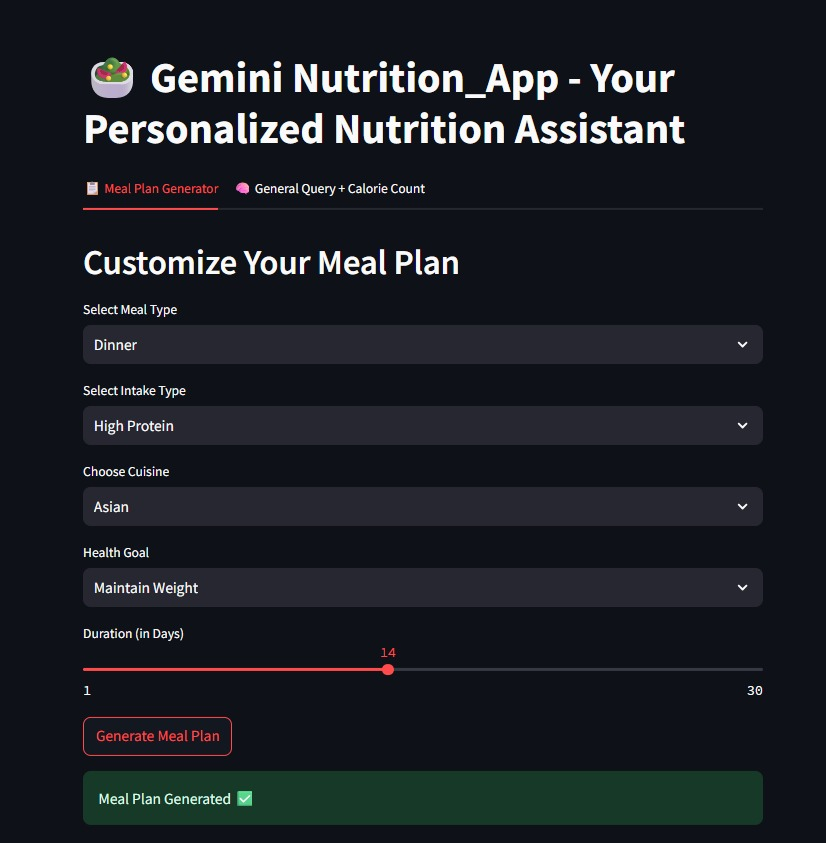 Gemini Nutrition_App - Your
Personalized Nutrition Assistant
Meal Plan Generator
General Query + Calorie Count
Customize Your Meal Plan
Select Meal Type
Dinner
Select Intake Type
High Protein
Choose Cuisine
Asian
Health Goal
Maintain Weight
Duration (in Days)
14
1
30
Generate Meal Plan
Meal Plan Generated ✅